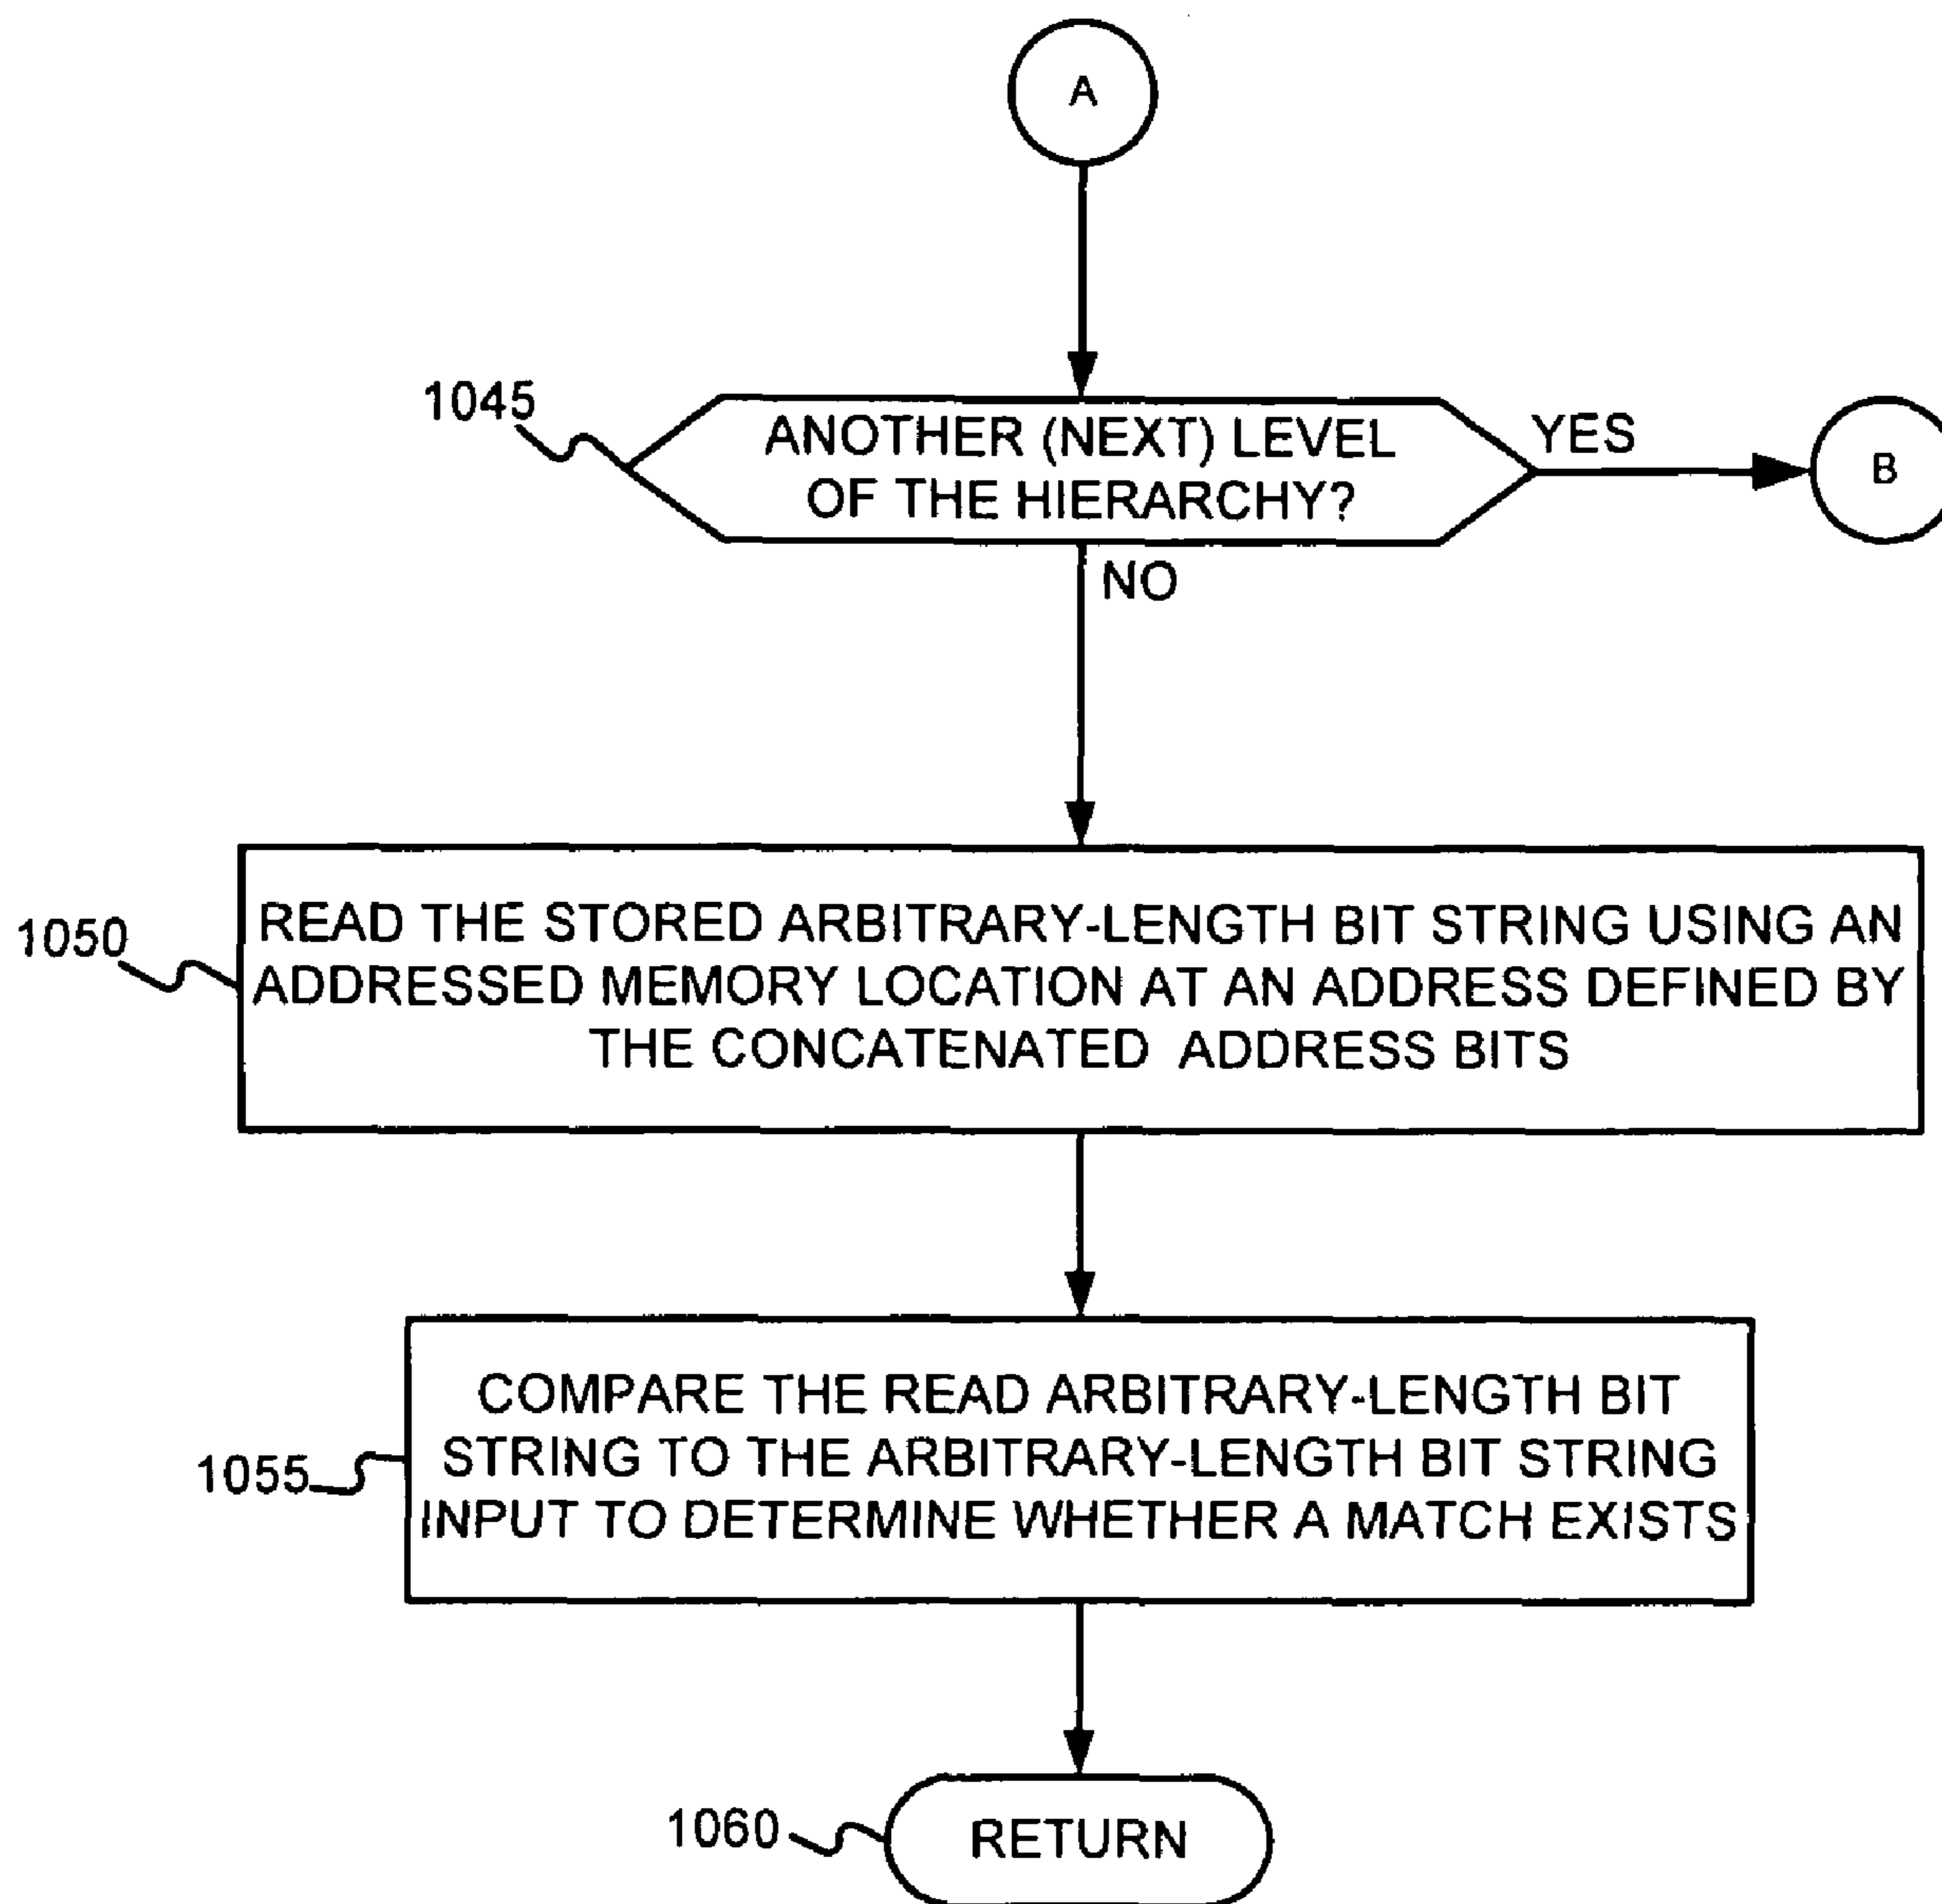 A
1045
ANOTHER (NEXT) LEVEL
OF THE HIERARCHY?
YES
B
NO
1050
READ THE STORED ARBITRARY-LENGTH BIT STRING USING AN
ADDRESSED MEMORY LOCATION AT AN ADDRESS DEFINED BY
THE CONCATENATED ADDRESS BITS
1055
COMPARE THE READ ARBITRARY-LENGTH BIT
STRING TO THE ARBITRARY-LENGTH BIT STRING
INPUT TO DETERMINE WHETHER A MATCH EXISTS
1060
RETURN